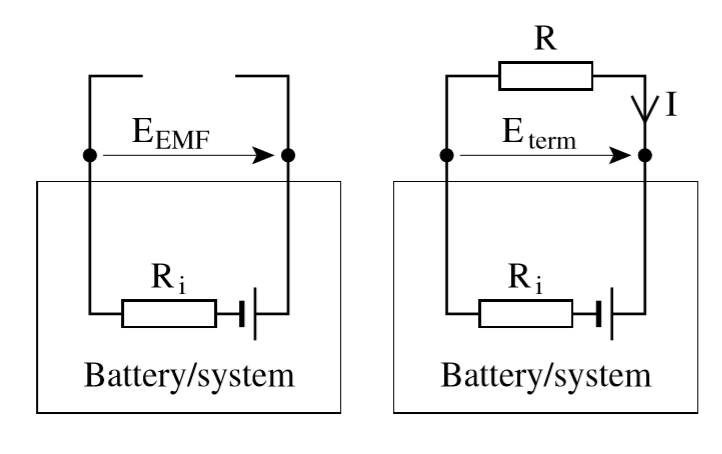 R
I
E_EMF
E_term
R_i
R_i
Battery/system
Battery/system